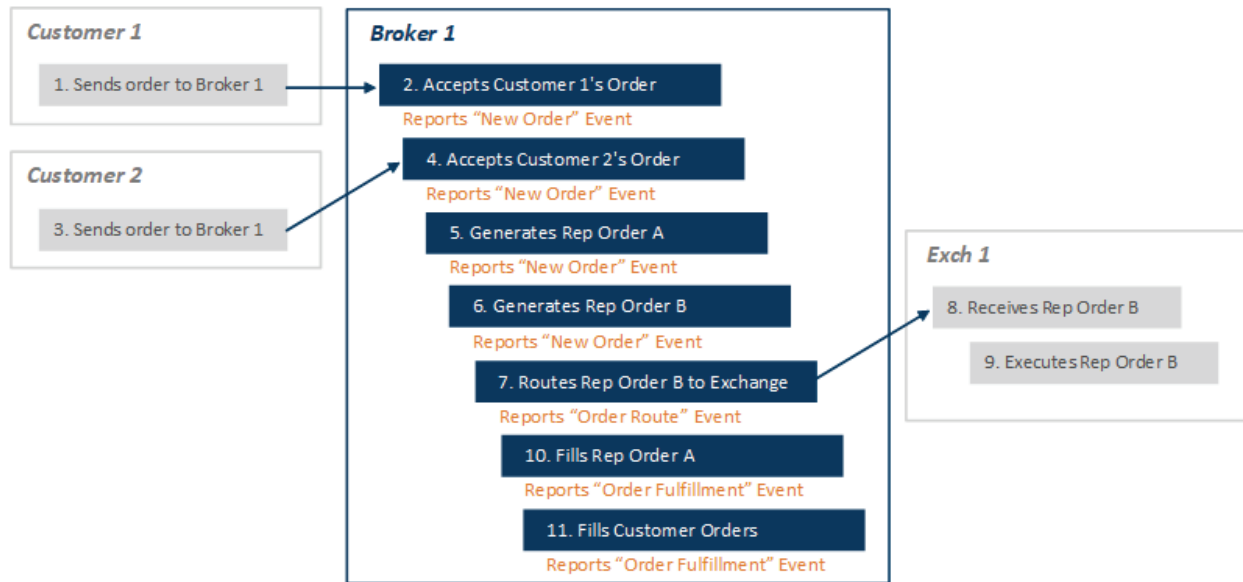 Customer 1
1. Sends order to Broker 1
Customer 2
3. Sends order to Broker 1
Broker 1
2. Accepts Customer 1's Order
Reports “New Order” Event
4. Accepts Customer 2's Order
Reports “New Order” Event
5. Generates Rep Order A
Reports “New Order” Event
6. Generates Rep Order B
Reports “New Order” Event
7. Routes Rep Order B to Exchange
Reports “Order Route” Event
10. Fills Rep Order A
Reports “Order Fulfillment” Event
11. Fills Customer Orders
Reports “Order Fulfillment” Event
Exch 1
8. Receives Rep Order B
9. Executes Rep Order B